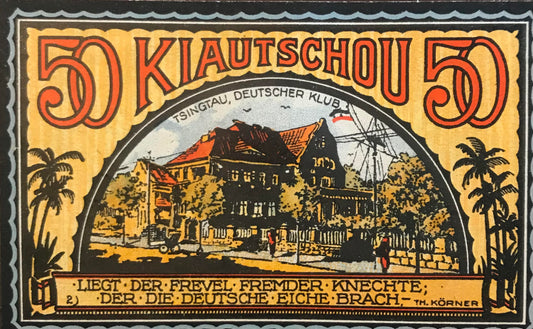 50 KIAUTSCHOU 50
TSINGTAU, DEUTSCHER KLUB
LIEGT DER FREVEL FREMDER KNECHTE;
2) DER DIE DEUTSCHE EICHE BRACH.— TH. KÖRNER